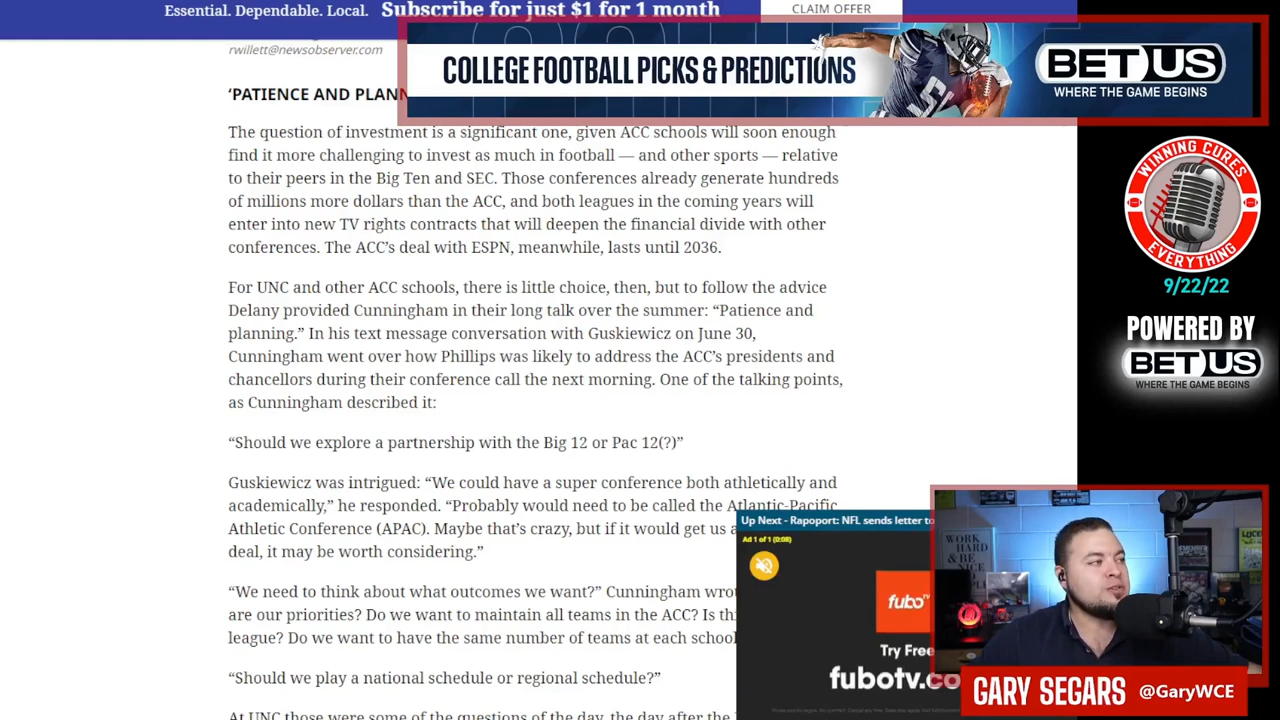 Essential. Dependable. Local. Subscribe for just $1 for 1 month CLAIM OFFER
rwillett@newsobserver.com
COLLEGE FOOTBALL PICKS & PREDICTIONS
BETUS
WHERE THE GAME BEGINS
‘PATIENCE AND
The question of investment is a significant one, given ACC schools will soon enough
find it more challenging to invest as much in football — and other sports — relative
to their peers in the Big Ten and SEC. Those conferences already generate hundreds
of millions more dollars than the ACC, and both leagues in the coming years will
enter into new TV rights contracts that will deepen the financial divide with other
conferences. The ACC’s deal with ESPN, meanwhile, lasts until 2036.
For UNC and other ACC schools, there is little choice, then, but to follow the advice
Delany provided Cunningham in their long talk over the summer: “Patience and
planning.” In his text message conversation with Guskiewicz on June 30,
Cunningham went over how Phillips was likely to address the ACC’s presidents and
chancellors during their conference call the next morning. One of the talking points,
as Cunningham described it:
“Should we explore a partnership with the Big 12 or Pac 12(?)”
Guskiewicz was intrigued: “We could have a super conference both athletically and
academically,” he responded. “Probably would need to be called the Atlantic-Pacific
Athletic Conference (APAC). Maybe that’s crazy, but if it would get us a
deal, it may be worth considering.”
“We need to think about what outcomes we want?” Cunningham
are our priorities? Do we want to maintain all teams in the ACC? Is
league? Do we want to have the same number of teams at each
“Should we play a national schedule or regional schedule?”
WINNING CURES
EVERYTHING
9/22/22
POWERED BY
BETUS
WHERE THE GAME BEGINS
Up Next - Rapoport: NFL sends letter to
Ad 1 of 1 (0:08)
fubo
Try Free
WORK
HARD
& BE
NICE
GARY SEGARS @GaryWCE